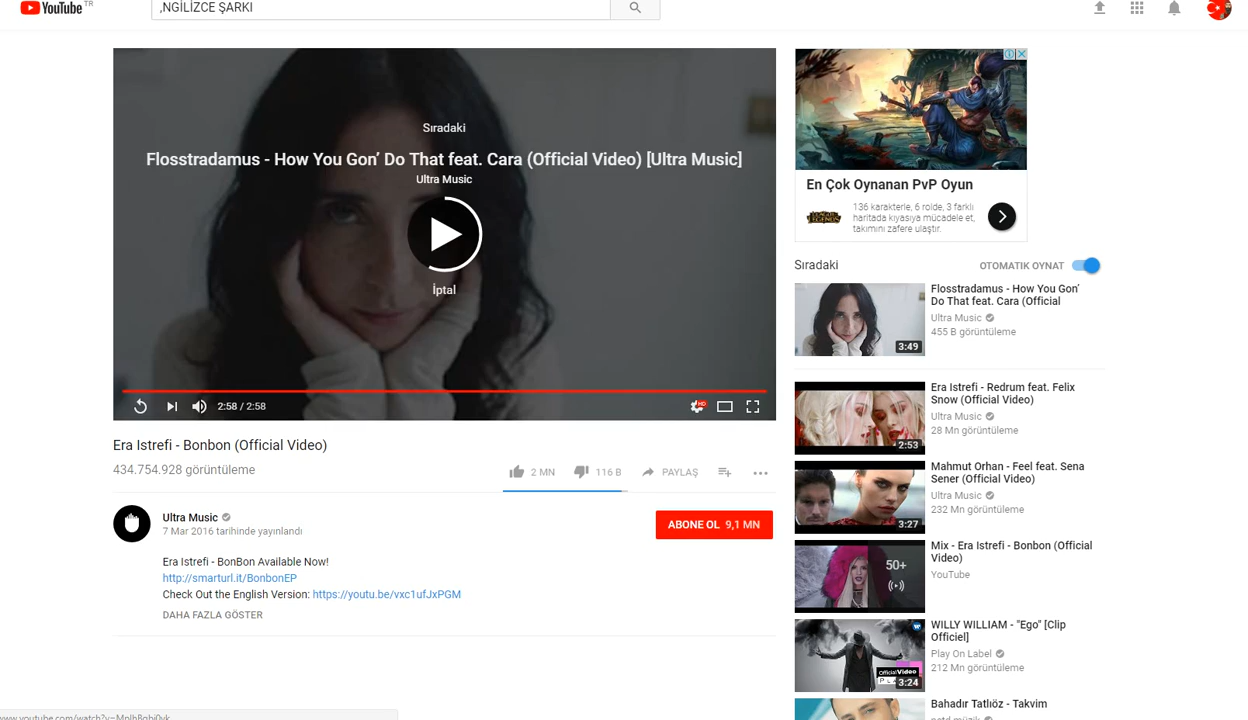 YouTube TR
,NGİLİZCE ŞARKI
Sıradaki
Flosstradamus - How You Gon' Do That feat. Cara (Official Video) [Ultra Music]
Ultra Music
İptal
2:58 / 2:58
HD
Era Istrefi - Bonbon (Official Video)
434.754.928 görüntüleme
2 MN
116 B
PAYLAŞ
Ultra Music
7 Mar 2016 tarihinde yayınlandı
ABONE OL 9,1 MN
Era Istrefi - BonBon Available Now!
http://smarturl.it/BonbonEP
Check Out the English Version: https://youtu.be/vxc1ufJxPGM
DAHA FAZLA GÖSTER
En Çok Oynanan PvP Oyun
LEAGUE OF LEGENDS
136 karakterle, 6 rolde, 3 farklı
haritada kıyasıya mücadele et,
takımını zafere ulaştır.
Sıradaki
OTOMATIK OYNAT
Flosstradamus - How You Gon'
Do That feat. Cara (Official
Ultra Music
455 B görüntüleme
3:49
Era Istrefi - Redrum feat. Felix
Snow (Official Video)
Ultra Music
28 Mn görüntüleme
2:53
Mahmut Orhan - Feel feat. Sena
Sener (Official Video)
Ultra Music
232 Mn görüntüleme
3:27
Mix - Era Istrefi - Bonbon (Official
Video)
YouTube
50+
WILLY WILLIAM - "Ego" [Clip
Officiel]
Play On Label
212 Mn görüntüleme
Official Video
3:24
Bahadır Tatlıöz - Takvim